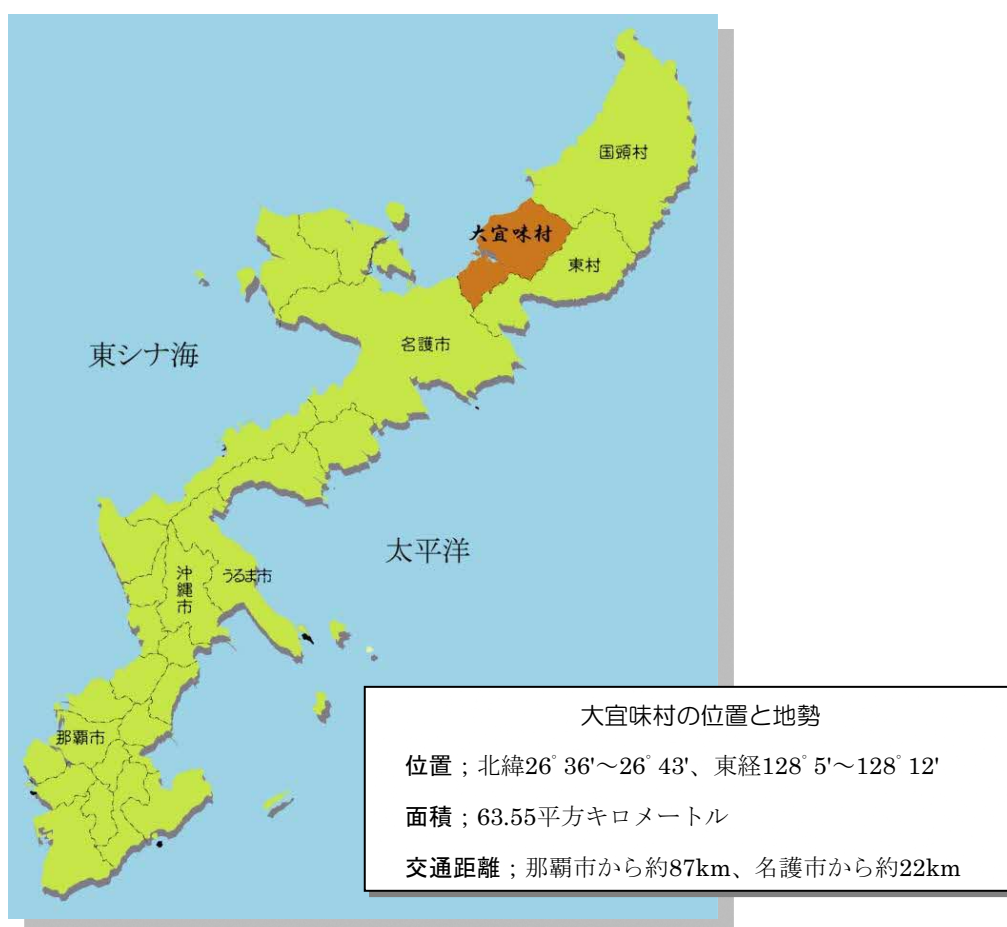 国頭村
大宜味村
東村
名護市
東シナ海
太平洋
沖縄市
うるま市
那覇市
大宜味村の位置と地勢
位置；北緯26°36'～26°43'、東経128°5'～128°12'
面積；63.55平方キロメートル
交通距離；那覇市から約87km、名護市から約22km